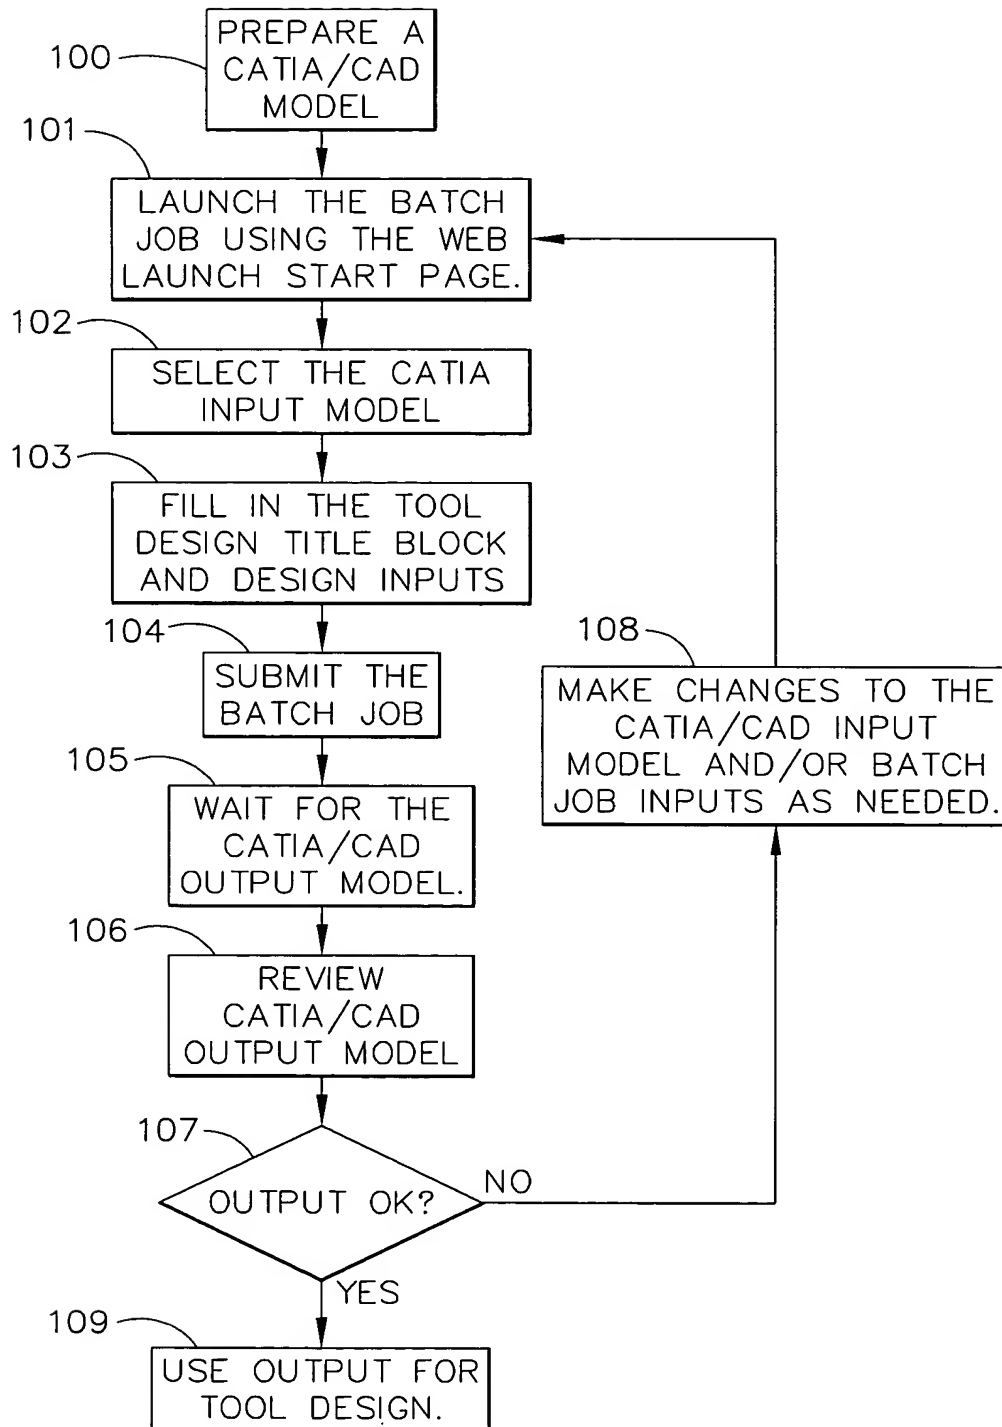 100
PREPARE A
CATIA/CAD
MODEL
101
LAUNCH THE BATCH
JOB USING THE WEB
LAUNCH START PAGE.
102
SELECT THE CATIA
INPUT MODEL
103
FILL IN THE TOOL
DESIGN TITLE BLOCK
AND DESIGN INPUTS
104
SUBMIT THE
BATCH JOB
105
WAIT FOR THE
CATIA/CAD
OUTPUT MODEL.
106
REVIEW
CATIA/CAD
OUTPUT MODEL
107
OUTPUT OK?
NO
108
MAKE CHANGES TO THE
CATIA/CAD INPUT
MODEL AND/OR BATCH
JOB INPUTS AS NEEDED.
YES
109
USE OUTPUT FOR
TOOL DESIGN.